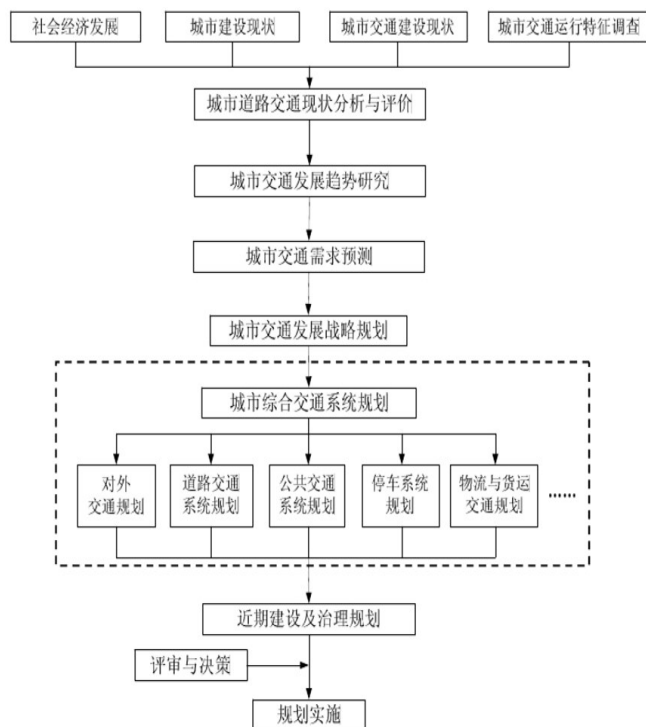 社会经济发展
城市建设现状
城市交通建设现状
城市交通运行特征调查
城市道路交通现状分析与评价
城市交通发展趋势研究
城市交通需求预测
城市交通发展战略规划
城市综合交通系统规划
对外
交通规划
道路交通
系统规划
公共交通
系统规划
停车系统
规划
物流与货运
交通规划
……
近期建设及治理规划
评审与决策
规划实施